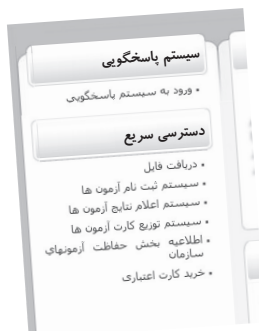 سیستم پاسخگویی
ورود به سیستم پاسخگویی
دسترسی سریع
دریافت فایل
سیستم ثبت نام آزمون ها
سیستم اعلام نتایج آزمون ها
سیستم توزیع کارت آزمون ها
اطلاعیه بخش حفاظت آزمونهای
سازمان
خرید کارت اعتباری